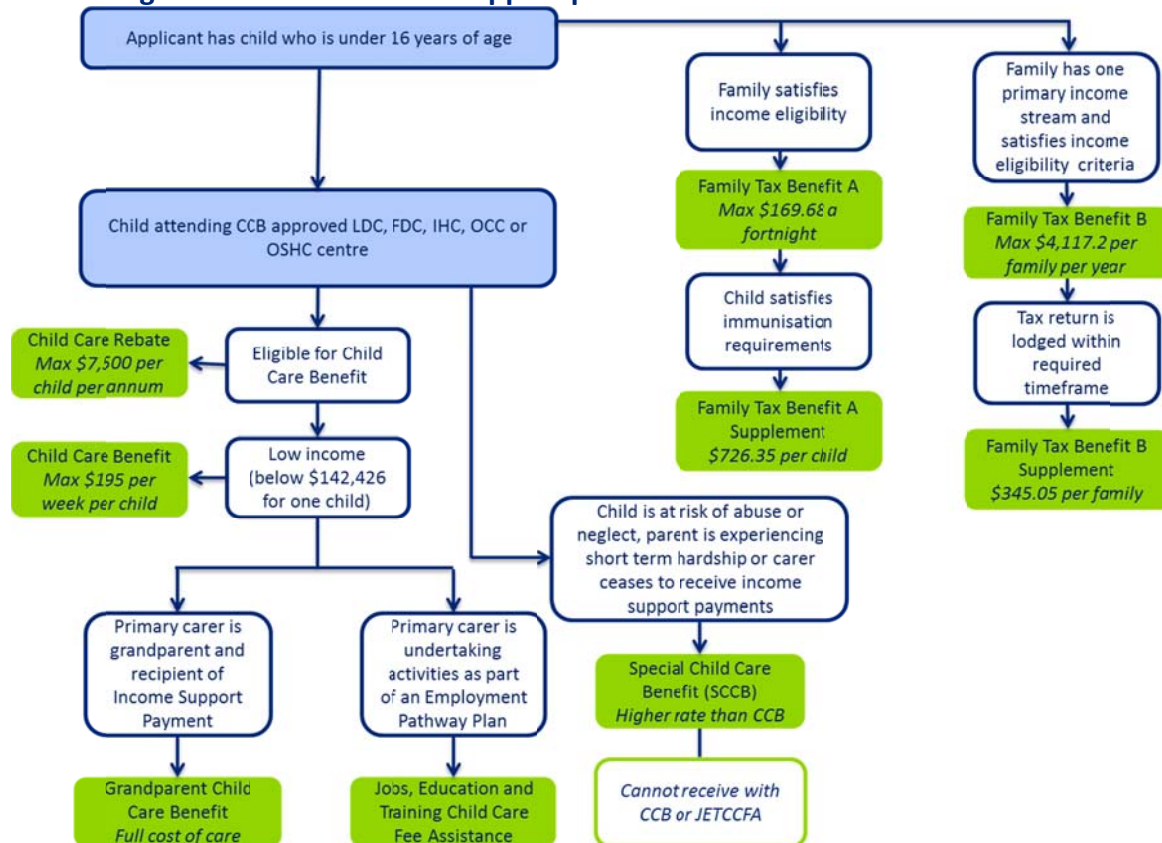 Applicant has child who is under 16 years of age
Family satisfies
income eligibility
Family has one
primary income
stream and
satisfies income
eligibility criteria
Family Tax Benefit A
Max $169.68 a
fortnight
Family Tax Benefit B
Max $4,117.2 per
family per year
Child attending CCB approved LDC, FDC, IHC, OCC or
OSHC centre
Child satisfies
immunisation
requirements
Tax return is
lodged within
required
timeframe
Child Care Rebate
Max $7,500 per
child per annum
Eligible for Child
Care Benefit
Family Tax Benefit A
Supplement
$726.35 per child
Family Tax Benefit B
Supplement
$345.05 per family
Child Care Benefit
Max $195 per
week per child
Low income
(below $142,426
for one child)
Child is at risk of abuse or
neglect, parent is experiencing
short term hardship or carer
ceases to receive income
support payments
Primary carer is
grandparent and
recipient of
Income Support
Payment
Primary carer is
undertaking
activities as part
of an Employment
Pathway Plan
Special Child Care
Benefit (SCCB)
Higher rate than CCB
Grandparent Child
Care Benefit
Full cost of care
Jobs, Education and
Training Child Care
Fee Assistance
Cannot receive with
CCB or JETCCFA